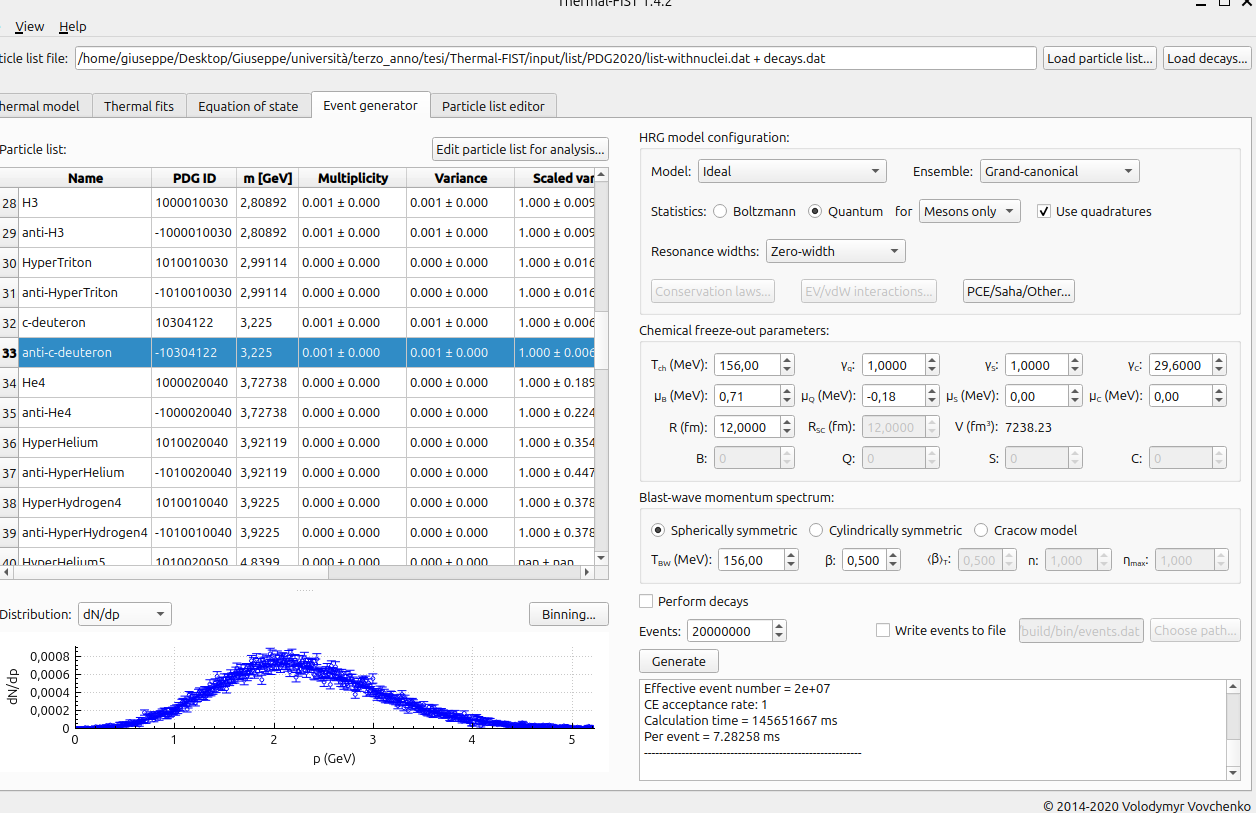 Thermal-FIST 1.4.2
View Help
ticle list file: /home/giuseppe/Desktop/Giuseppe/università/terzo_anno/tesi/Thermal-FIST/input/list/PDG2020/list-withnuclei.dat + decays.dat Load particle list... Load decays...
hermal model Thermal fits Equation of state Event generator Particle list editor
Particle list: Edit particle list for analysis...
Name PDG ID m [GeV] Multiplicity Variance Scaled var
28 H3 1000010030 2,80892 0.001 ± 0.000 0.001 ± 0.000 1.000 ± 0.009
29 anti-H3 -1000010030 2,80892 0.001 ± 0.000 0.001 ± 0.000 1.000 ± 0.009
30 HyperTriton 1010010030 2,99114 0.000 ± 0.000 0.000 ± 0.000 1.000 ± 0.016
31 anti-HyperTriton -1010010030 2,99114 0.000 ± 0.000 0.000 ± 0.000 1.000 ± 0.016
32 c-deuteron 10304122 3,225 0.001 ± 0.000 0.001 ± 0.000 1.000 ± 0.006
33 anti-c-deuteron -10304122 3,225 0.001 ± 0.000 0.001 ± 0.000 1.000 ± 0.006
34 He4 1000020040 3,72738 0.000 ± 0.000 0.000 ± 0.000 1.000 ± 0.189
35 anti-He4 -1000020040 3,72738 0.000 ± 0.000 0.000 ± 0.000 1.000 ± 0.224
36 HyperHelium 1010020040 3,92119 0.000 ± 0.000 0.000 ± 0.000 1.000 ± 0.354
37 anti-HyperHelium -1010020040 3,92119 0.000 ± 0.000 0.000 ± 0.000 1.000 ± 0.447
38 HyperHydrogen4 1010010040 3,9225 0.000 ± 0.000 0.000 ± 0.000 1.000 ± 0.378
39 anti-HyperHydrogen4 -1010010040 3,9225 0.000 ± 0.000 0.000 ± 0.000 1.000 ± 0.378
40 HyperHelium5 1010020050 4,8399 0.000 ± 0.000 0.000 ± 0.000 nan ± nan
Distribution: dN/dp Binning...
dN/dp
0,0008
0,0006
0,0004
0,0002
0
0 1 2 3 4 5
p (GeV)
HRG model configuration:
Model: Ideal Ensemble: Grand-canonical
Statistics: Boltzmann Quantum for Mesons only Use quadratures
Resonance widths: Zero-width
Conservation laws... EV/vdW interactions... PCE/Saha/Other...
Chemical freeze-out parameters:
Tch (MeV): 156,00 γq: 1,0000 γS: 1,0000 γC: 29,6000
μB (MeV): 0,71 μQ (MeV): -0,18 μS (MeV): 0,00 μC (MeV): 0,00
R (fm): 12,0000 RSC (fm): 12,0000 V (fm³): 7238.23
B: 0 Q: 0 S: 0 C: 0
Blast-wave momentum spectrum:
Spherically symmetric Cylindrically symmetric Cracow model
TBW (MeV): 156,00 β: 0,500 ⟨β⟩T: 0,500 n: 1,000 ηmax: 1,000
Perform decays
Events: 20000000 Write events to file build/bin/events.dat Choose path...
Generate
Effective event number = 2e+07
CE acceptance rate: 1
Calculation time = 145651667 ms
Per event = 7.28258 ms
----------------------------------------------------------
© 2014-2020 Volodymyr Vovchenko